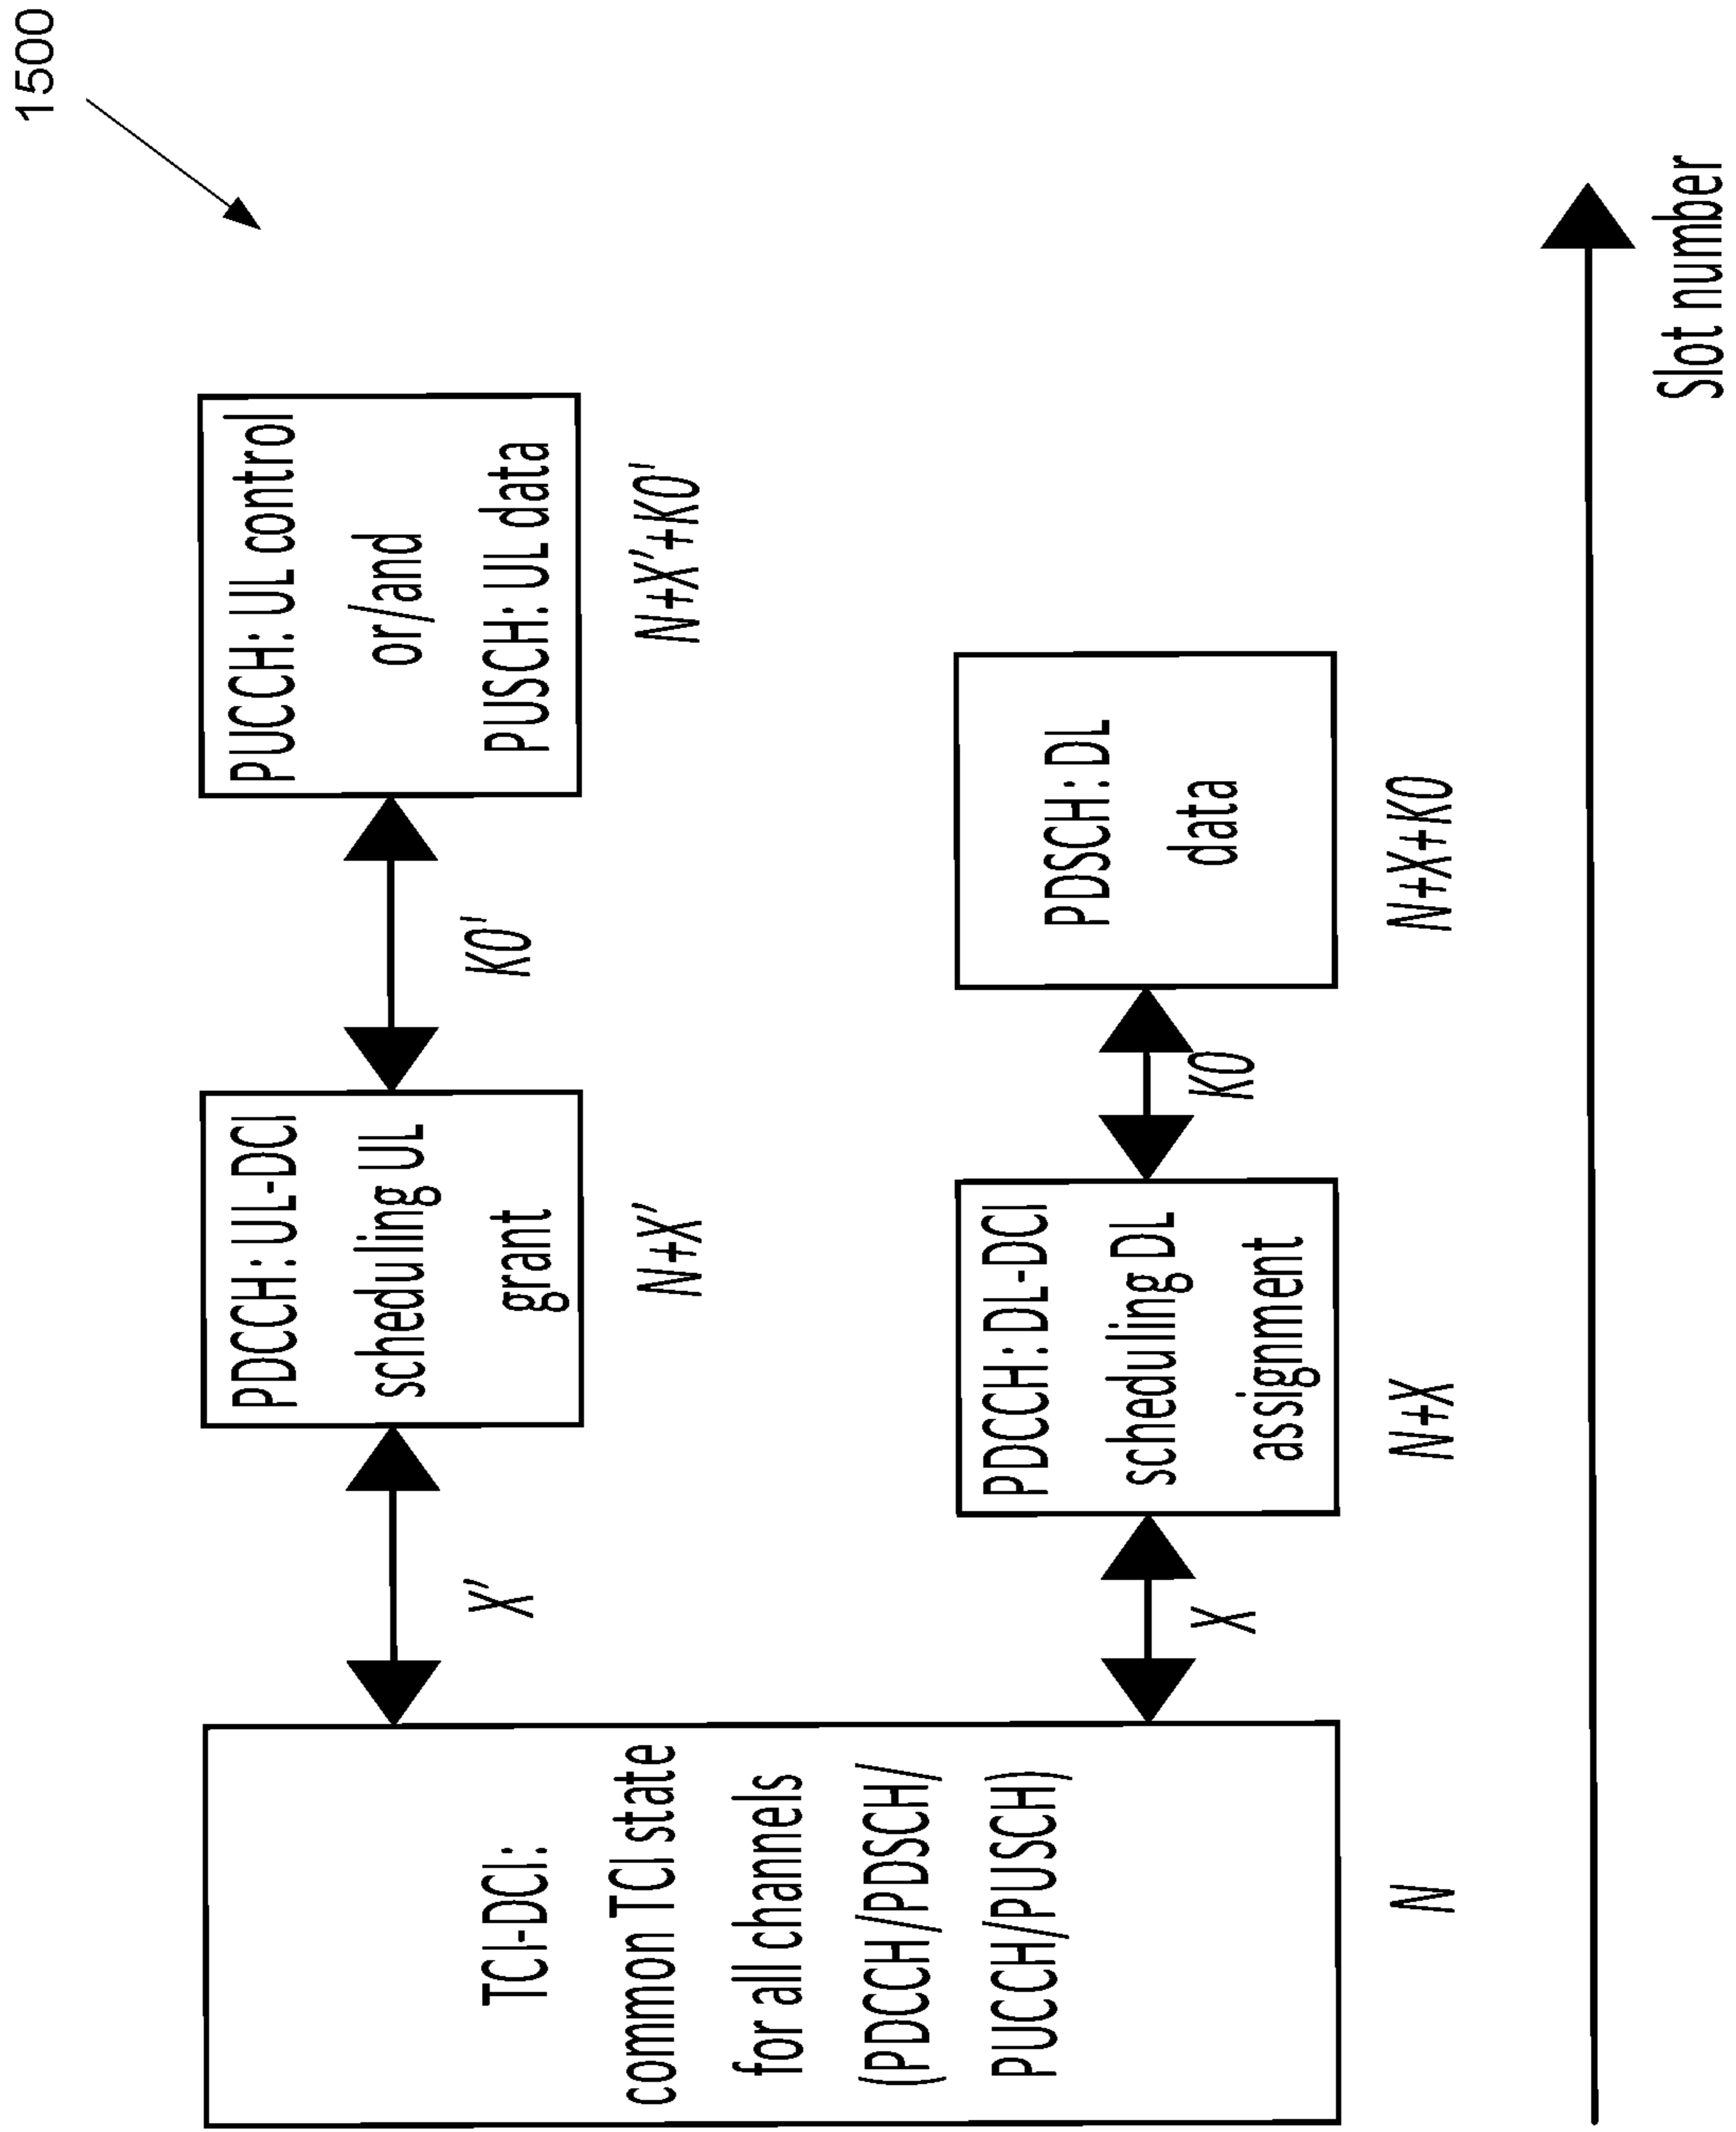 1500
TCI-DCI:
common TCI state
for all channels
(PDCCH/PDSCH/
PUCCH/PUSCH)
N
X'
PDCCH: UL-DCI
scheduling UL
grant
N+X'
K0'
PUCCH: UL control
or/and
PUSCH: UL data
N+X'+K0'
X
PDCCH: DL-DCI
scheduling DL
assignment
N+X
K0
PDSCH: DL
data
N+X+K0
Slot number